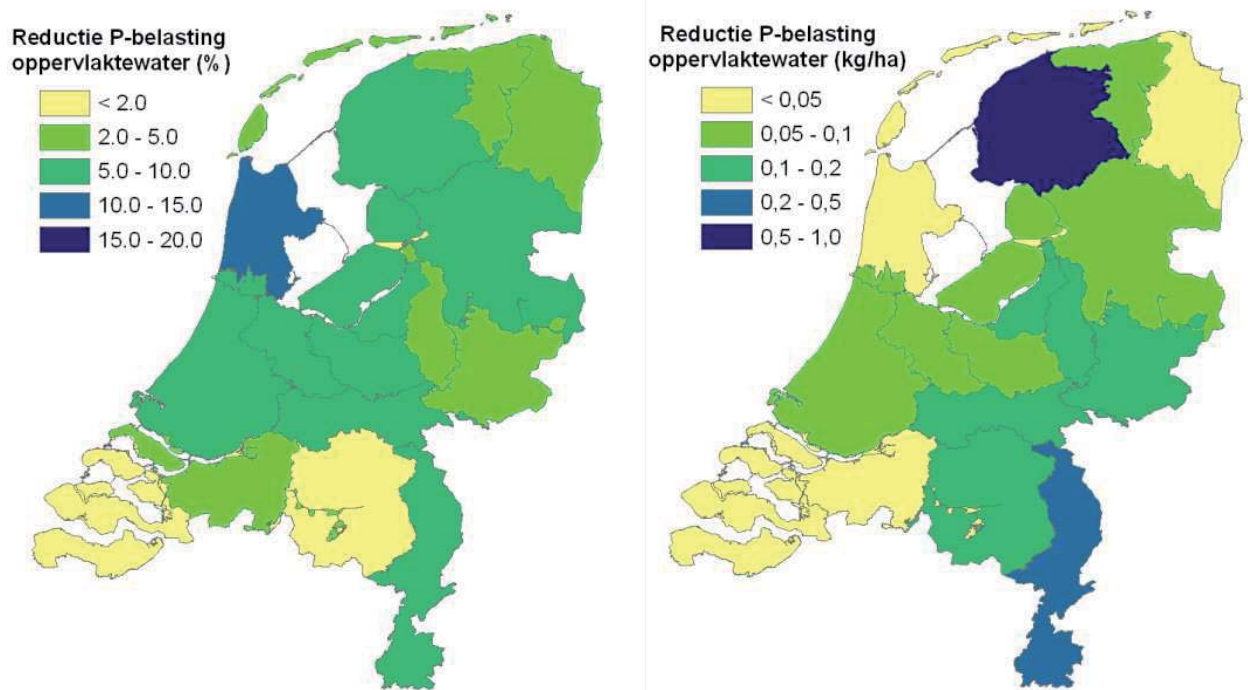 Reductie P-belasting
oppervlaktewater (%)
< 2.0
2.0 - 5.0
5.0 - 10.0
10.0 - 15.0
15.0 - 20.0
Reductie P-belasting
oppervlaktewater (kg/ha)
< 0,05
0,05 - 0,1
0,1 - 0,2
0,2 - 0,5
0,5 - 1,0